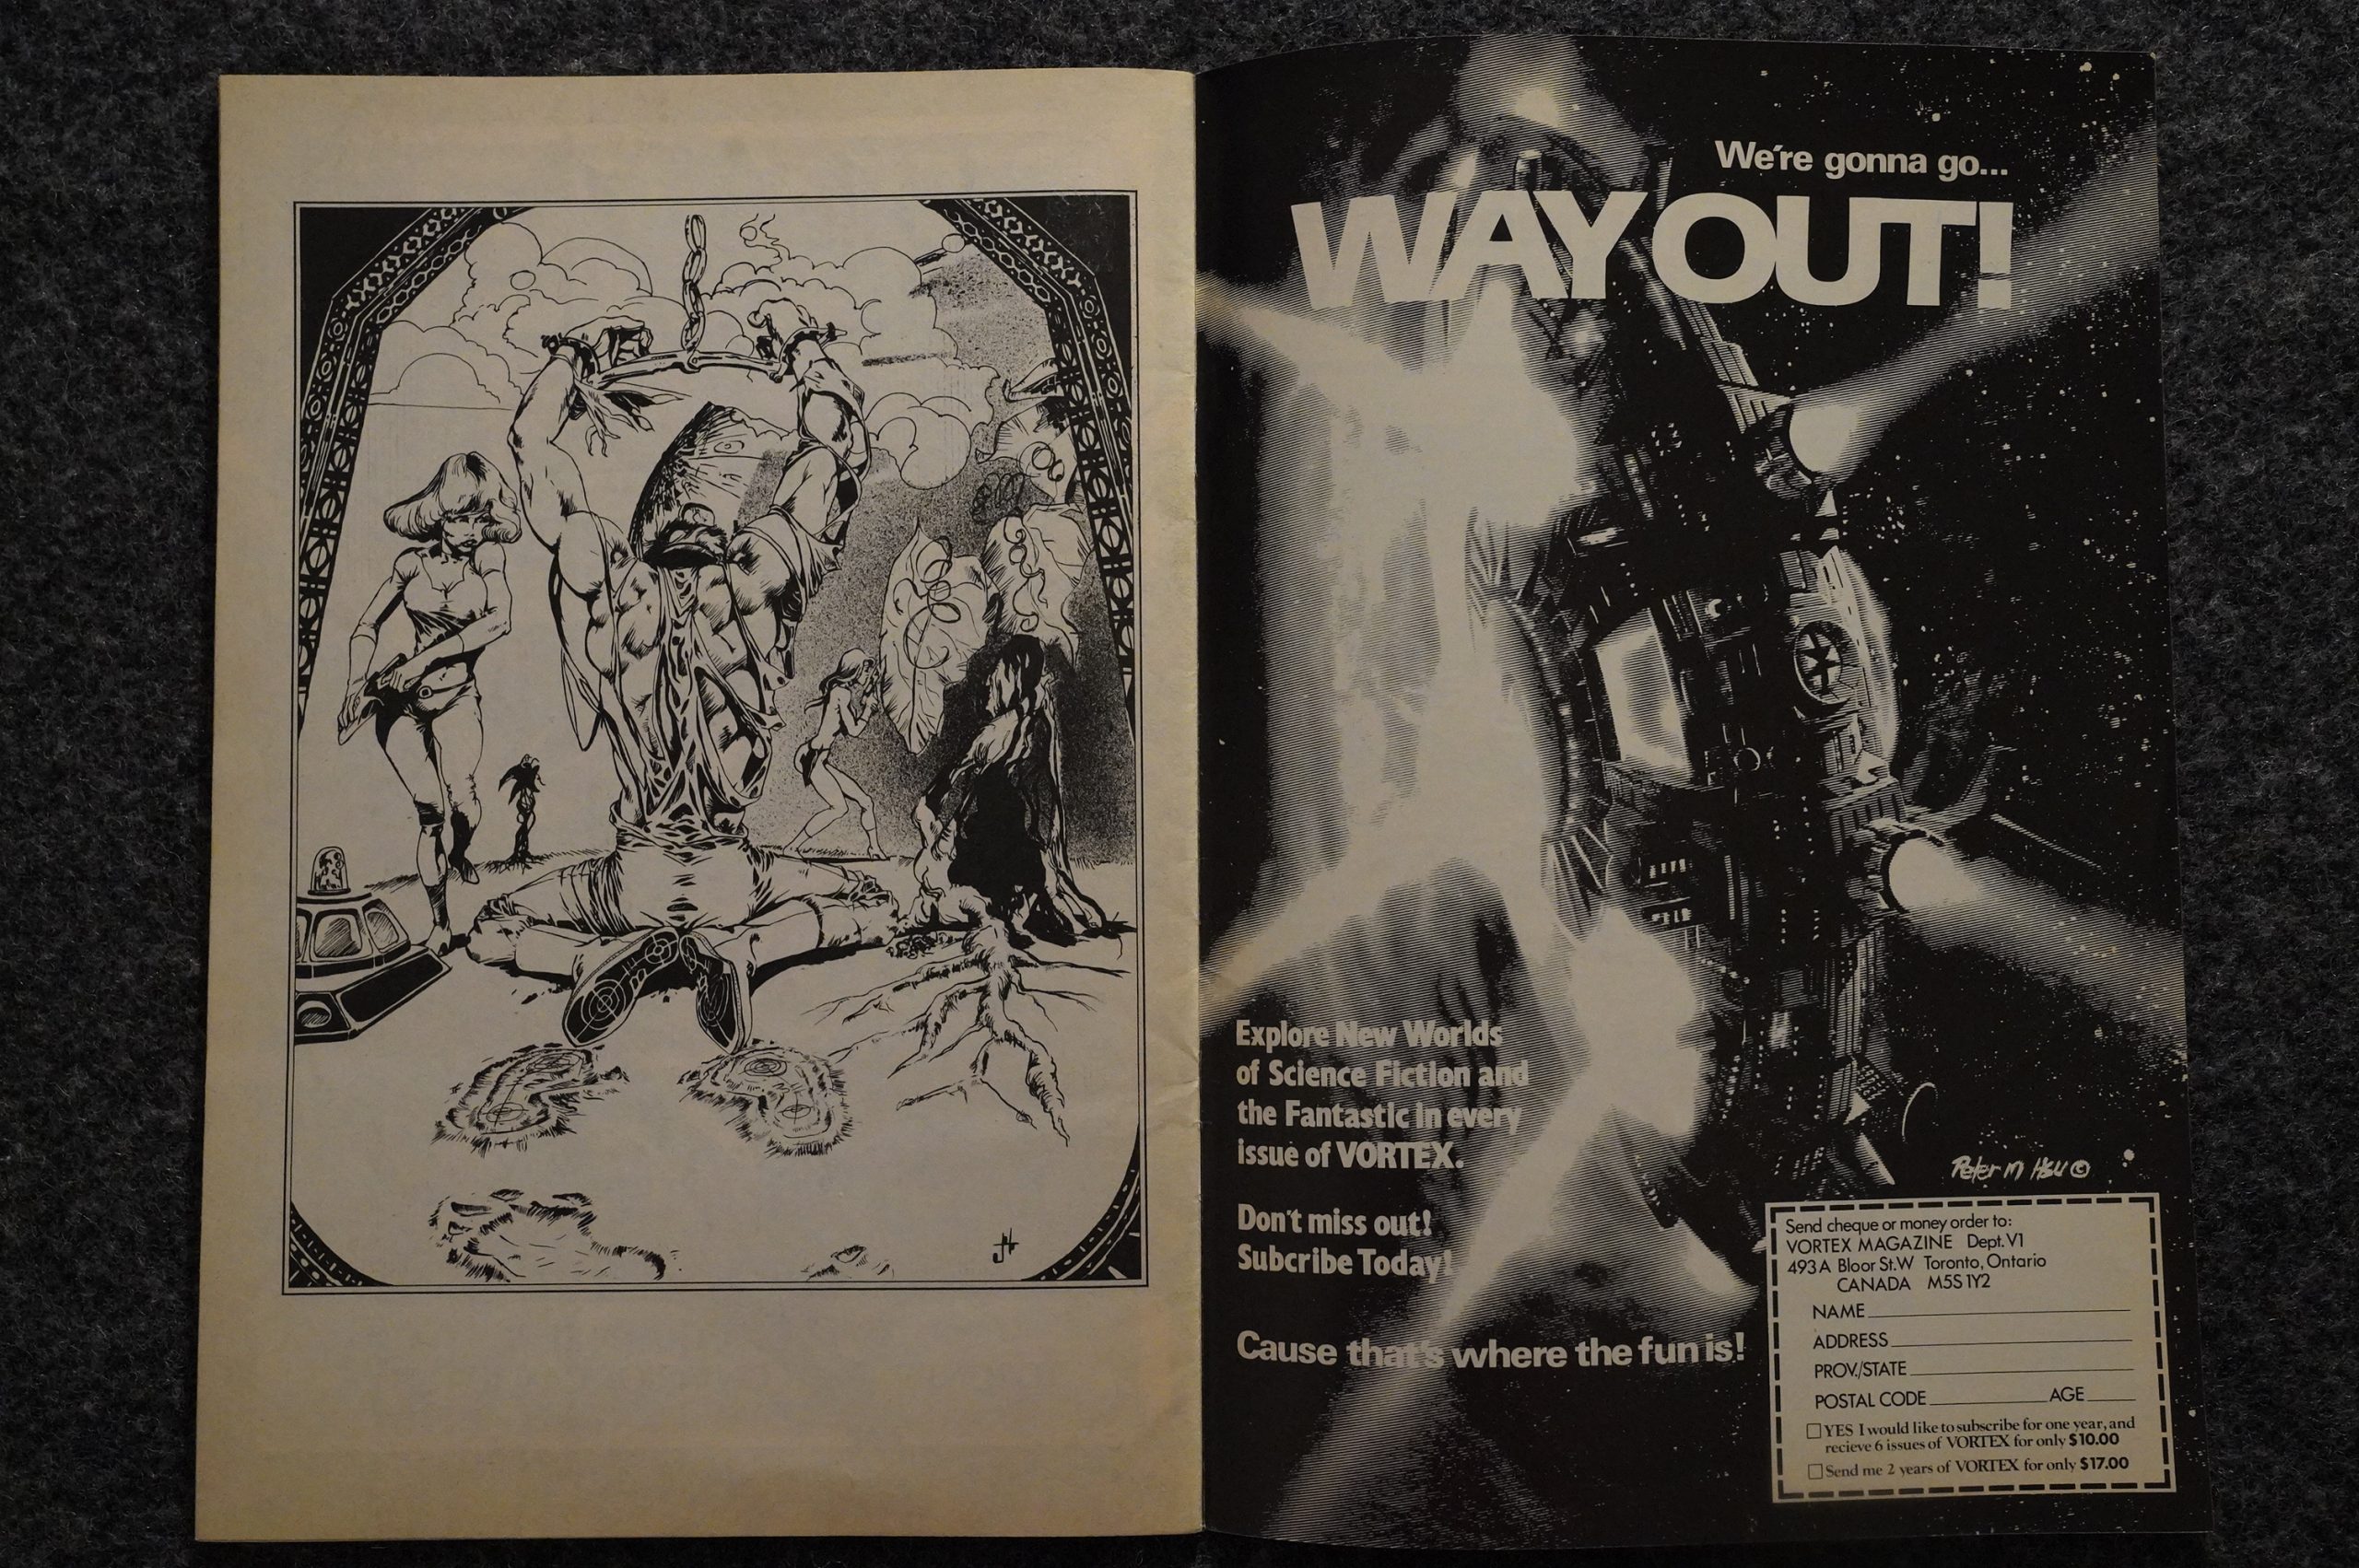 We're gonna go...
WAY OUT!
Explore New Worlds
of Science Fiction and
the Fantastic in every
issue of VORTEX.
Don't miss out!
Subcribe Today!
Cause that's where the fun is!
Peter M Hsu ©
Send cheque or money order to:
VORTEX MAGAZINE Dept. V1
493A Bloor St. W Toronto, Ontario
CANADA M5S 1Y2
NAME
ADDRESS
PROV./STATE
POSTAL CODE AGE
YES I would like to subscribe for one year, and
recieve 6 issues of VORTEX for only $10.00
Send me 2 years of VORTEX for only $17.00